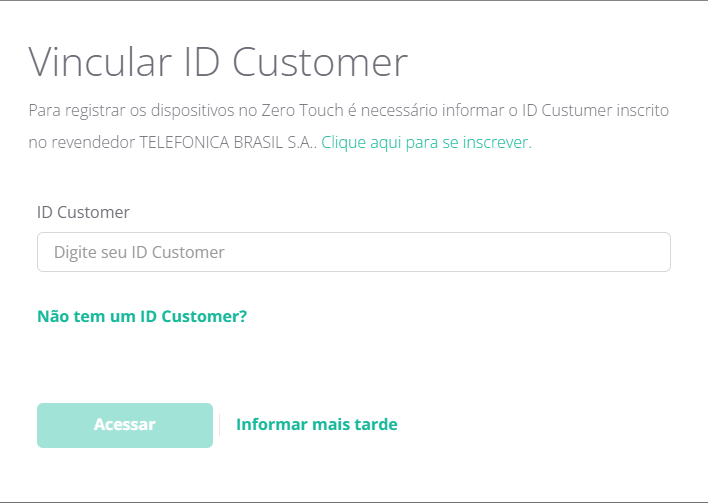 Vincular ID Customer
Para registrar os dispositivos no Zero Touch é necessário informar o ID Custumer inscrito
no revendedor TELEFONICA BRASIL S.A.. Clique aqui para se inscrever.
ID Customer
Digite seu ID Customer
Não tem um ID Customer?
Acessar
Informar mais tarde